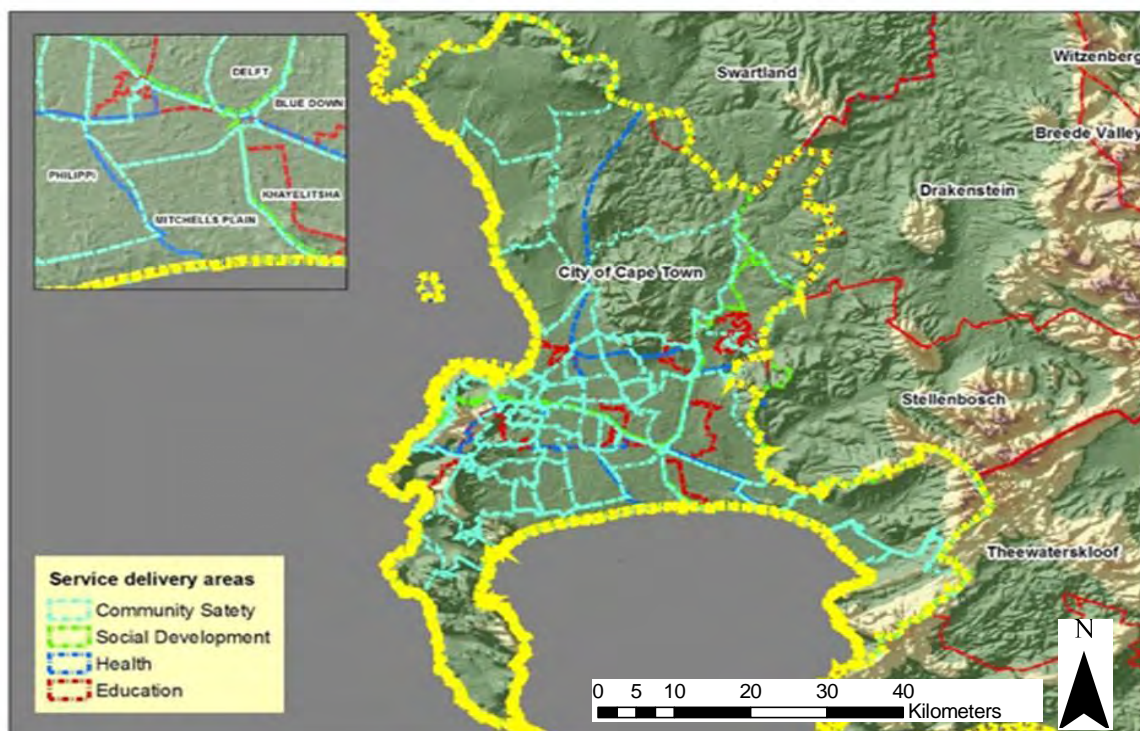 DELFT
BLUE DOWN
PHILIPPI
KHAYELITSHA
MITCHELLS PLAIN
Swartland
Witzenberg
Breede Valley
Drakenstein
City of Cape Town
Stellenbosch
Theewaterskloof
Service delivery areas
Community Satety
Social Development
Health
Education
N
0 5 10 20 30 40
Kilometers